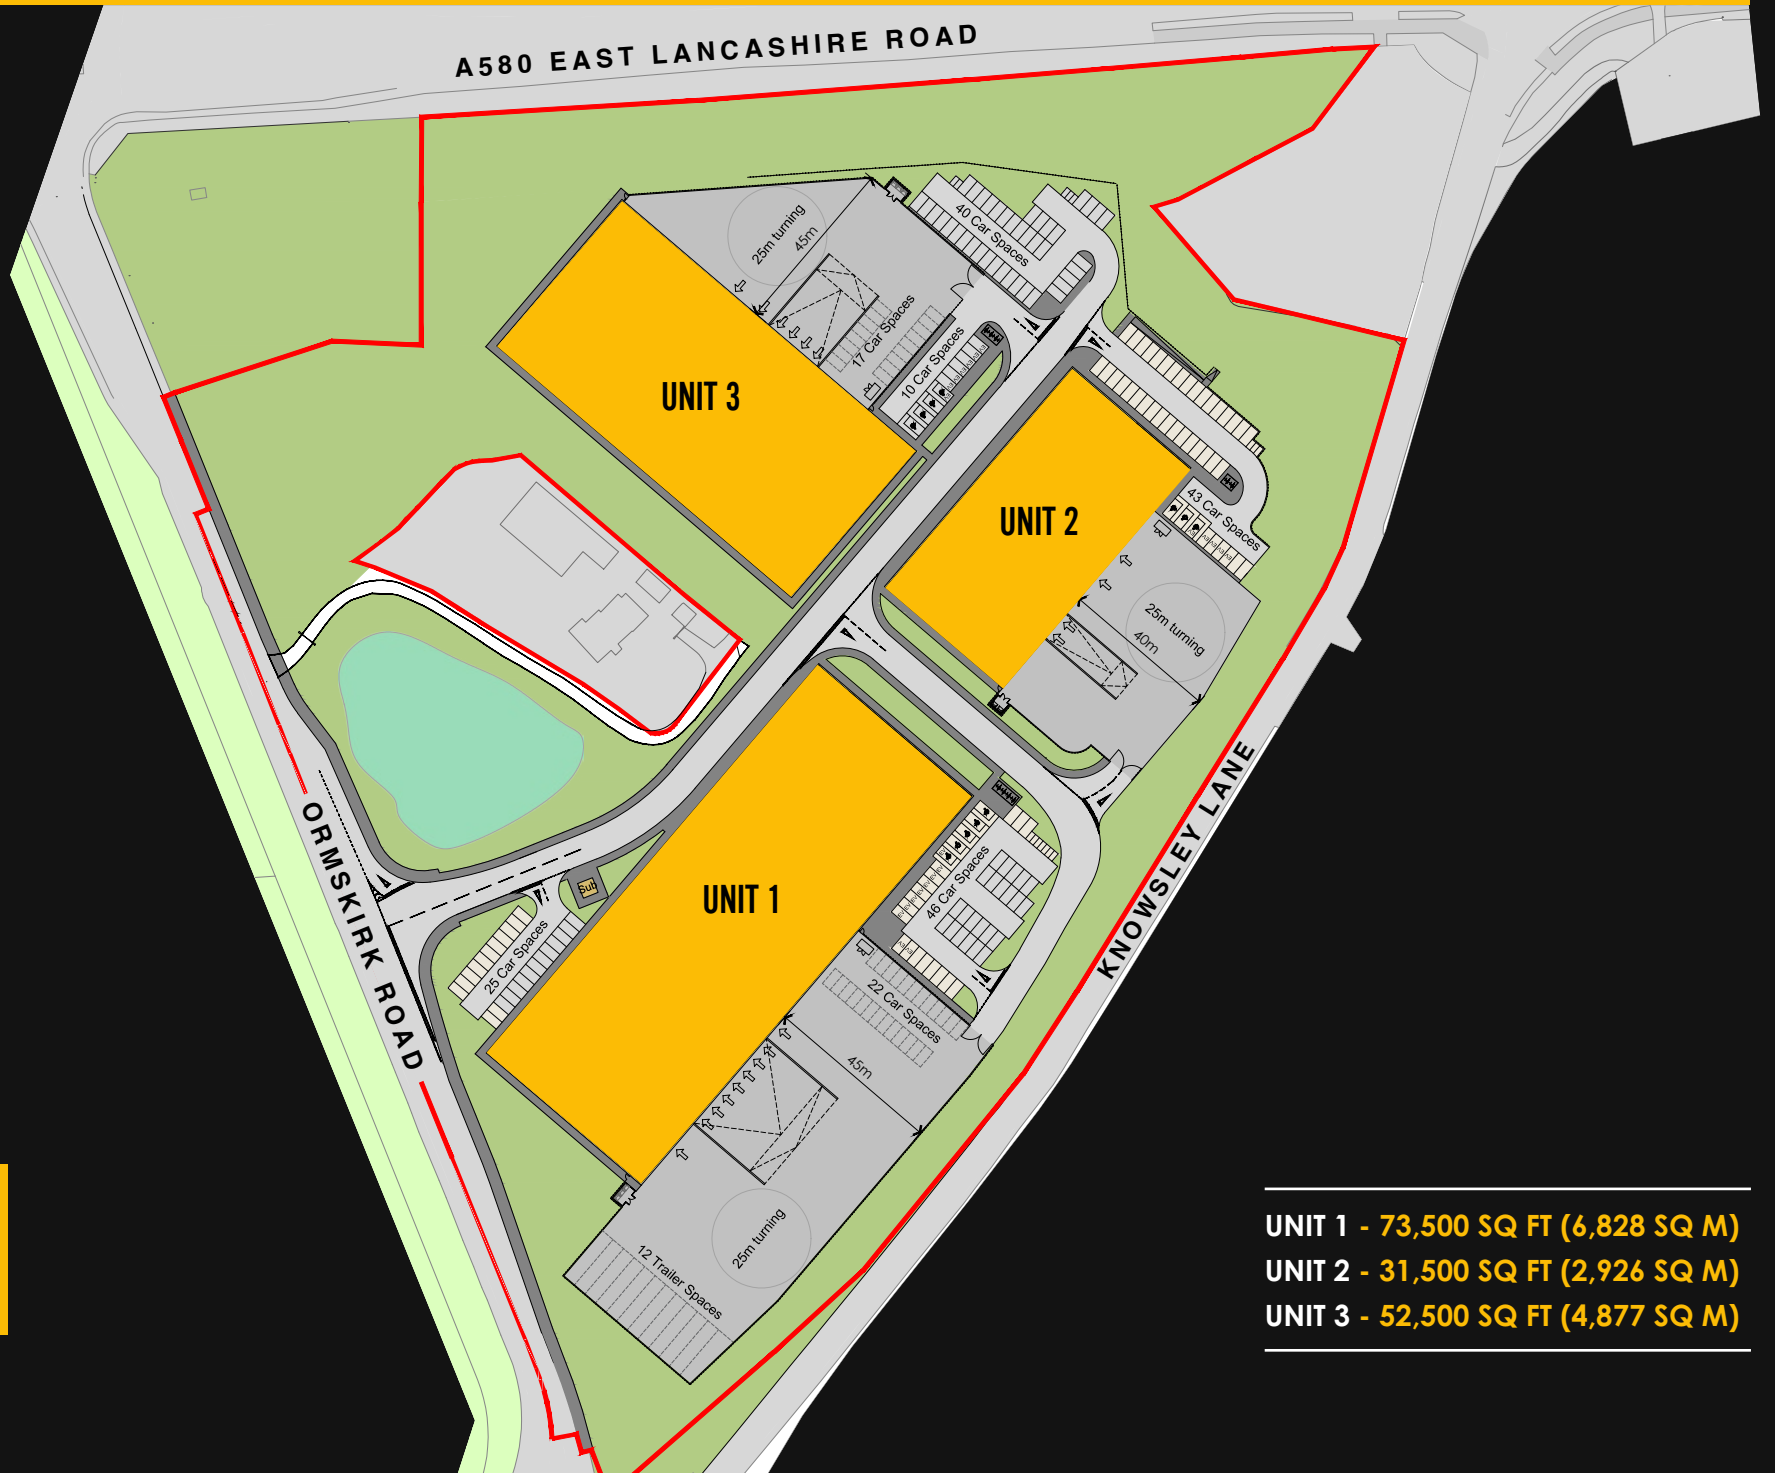 A580 EAST LANCASHIRE ROAD
25m turning
45m
40 Car Spaces
17 Car Spaces
10 Car Spaces
UNIT 3
UNIT 2
43 Car Spaces
25m turning
40m
UNIT 1
Sub
25 Car Spaces
46 Car Spaces
22 Car Spaces
45m
25m turning
12 Trailer Spaces
ORMSKIRK ROAD
KNOWSLEY LANE
UNIT 1 - 73,500 SQ FT (6,828 SQ M)
UNIT 2 - 31,500 SQ FT (2,926 SQ M)
UNIT 3 - 52,500 SQ FT (4,877 SQ M)